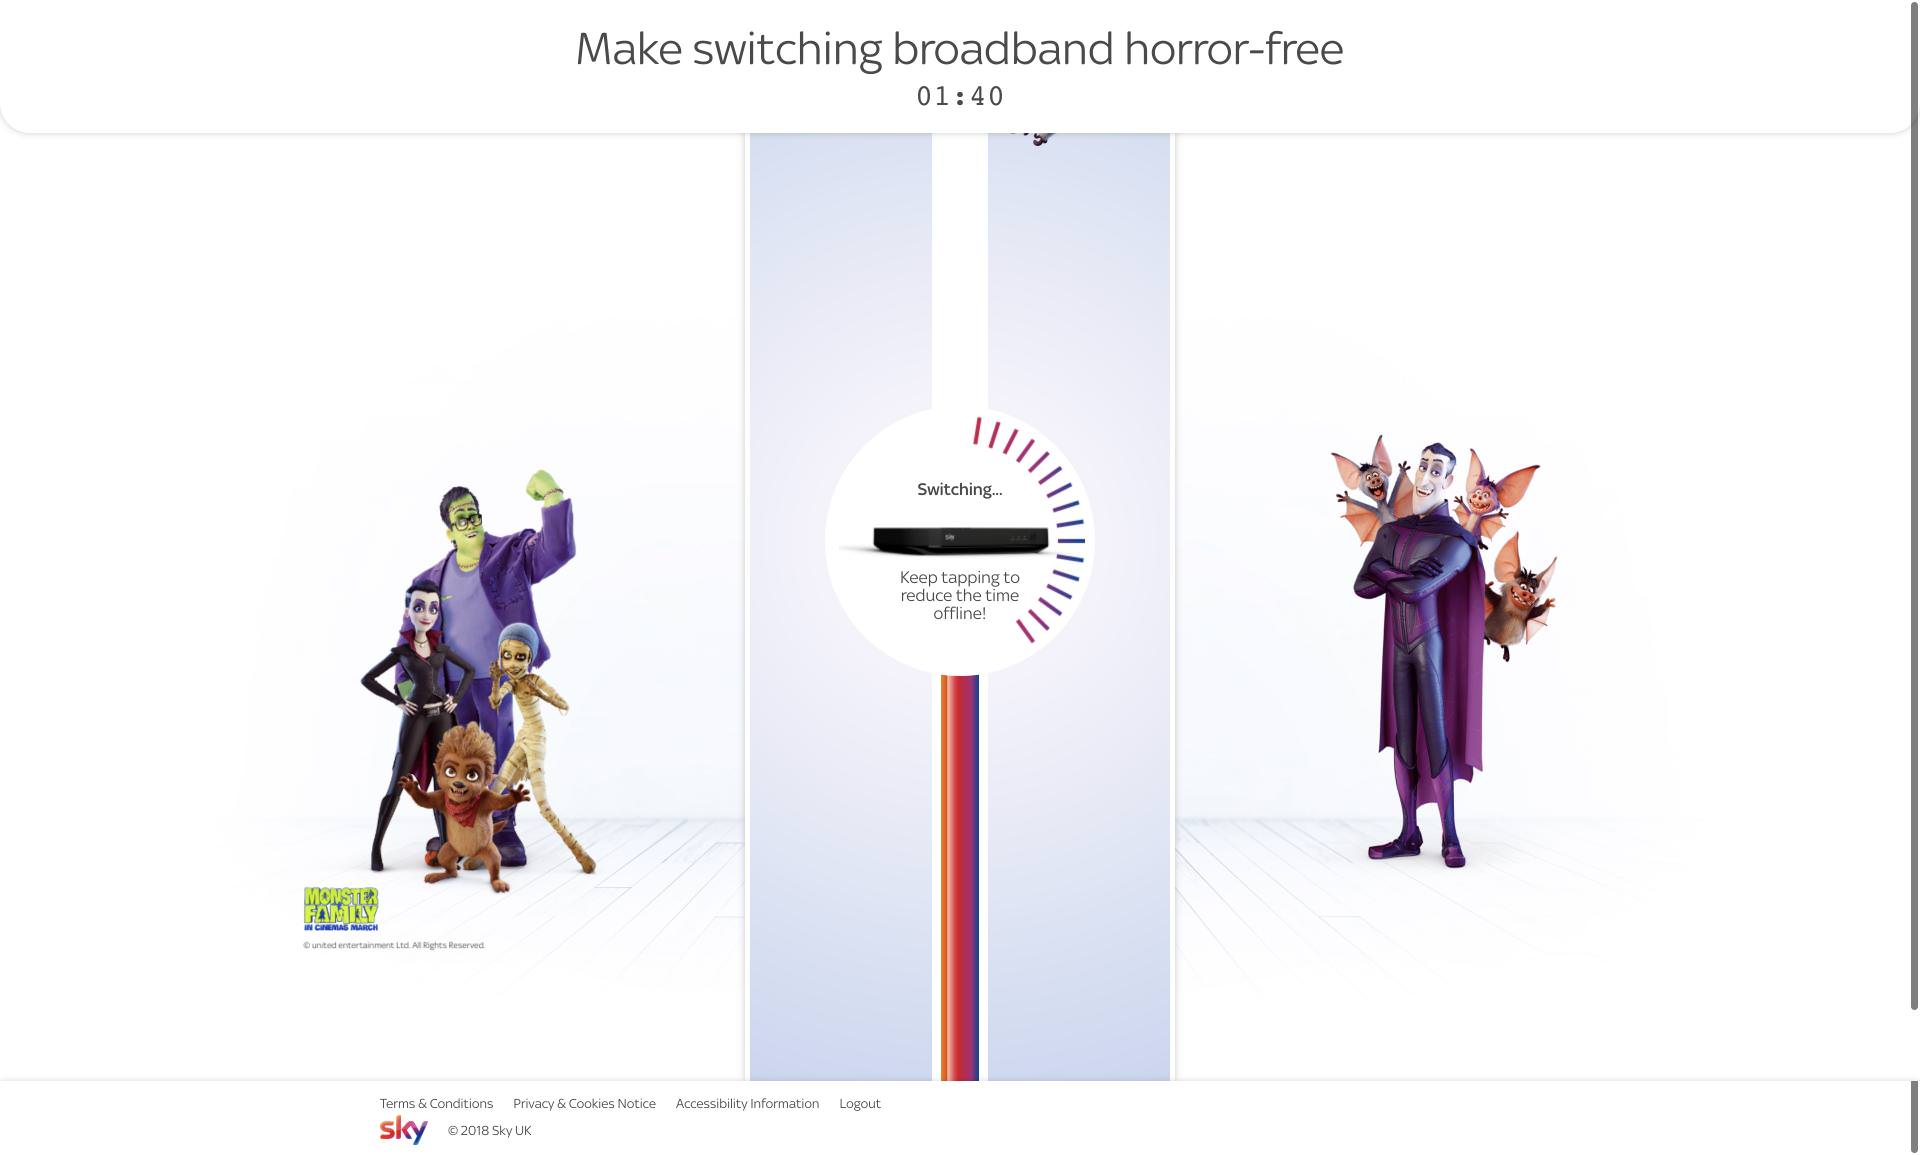 Make switching broadband horror-free
01:40
Switching...
sky
Keep tapping to
reduce the time
offline!
MONSTER
FAMILY
IN CINEMAS MARCH
© united entertainment Ltd. All Rights Reserved.
Terms & Conditions Privacy & Cookies Notice Accessibility Information Logout
sky © 2018 Sky UK